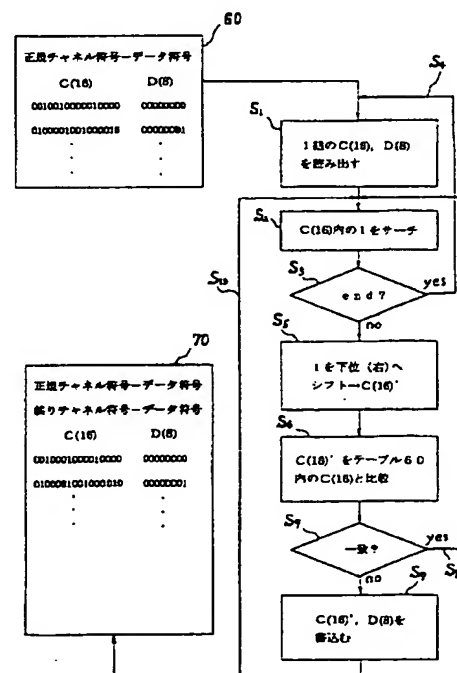 60
正規チャネル符号ーデータ符号
C(16) D(8)
0010010000010000 00000000
0100001001000010 00000001
S₄
S₁
1組のC(16), D(8)
を読み出す
S₂
C(16)内の1をサーチ
S₃
end?
yes
no
S₁₀
S₅
1を下位(右)へ
シフト→C(16)'
S₆
C(16)'をテーブル60
内のC(16)と比較
S₇
一致?
yes
no
S₉
C(16)', D(8)を
書込む
70
正規チャネル符号ーデータ符号
誤りチャネル符号ーデータ符号
C(16) D(8)
0010001000010000 00000000
0100081001000010 00000001